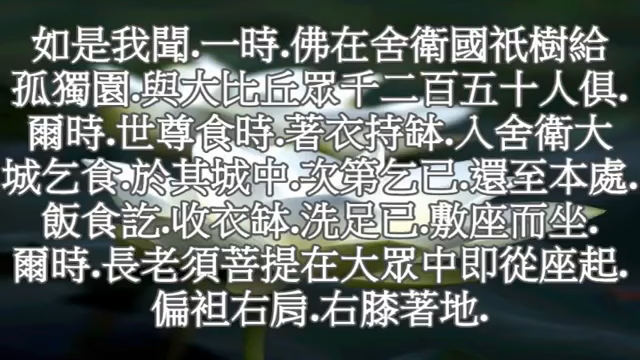 如是我聞.一時.佛在舍衛國祇樹給
孤獨園.與大比丘眾千二百五十人俱.
爾時.世尊食時.著衣持缽.入舍衛大
城乞食.於其城中.次第乞已.還至本處.
飯食訖.收衣缽.洗足已.敷座而坐.
爾時.長老須菩提在大眾中即從座起.
偏袒右肩.右膝著地.